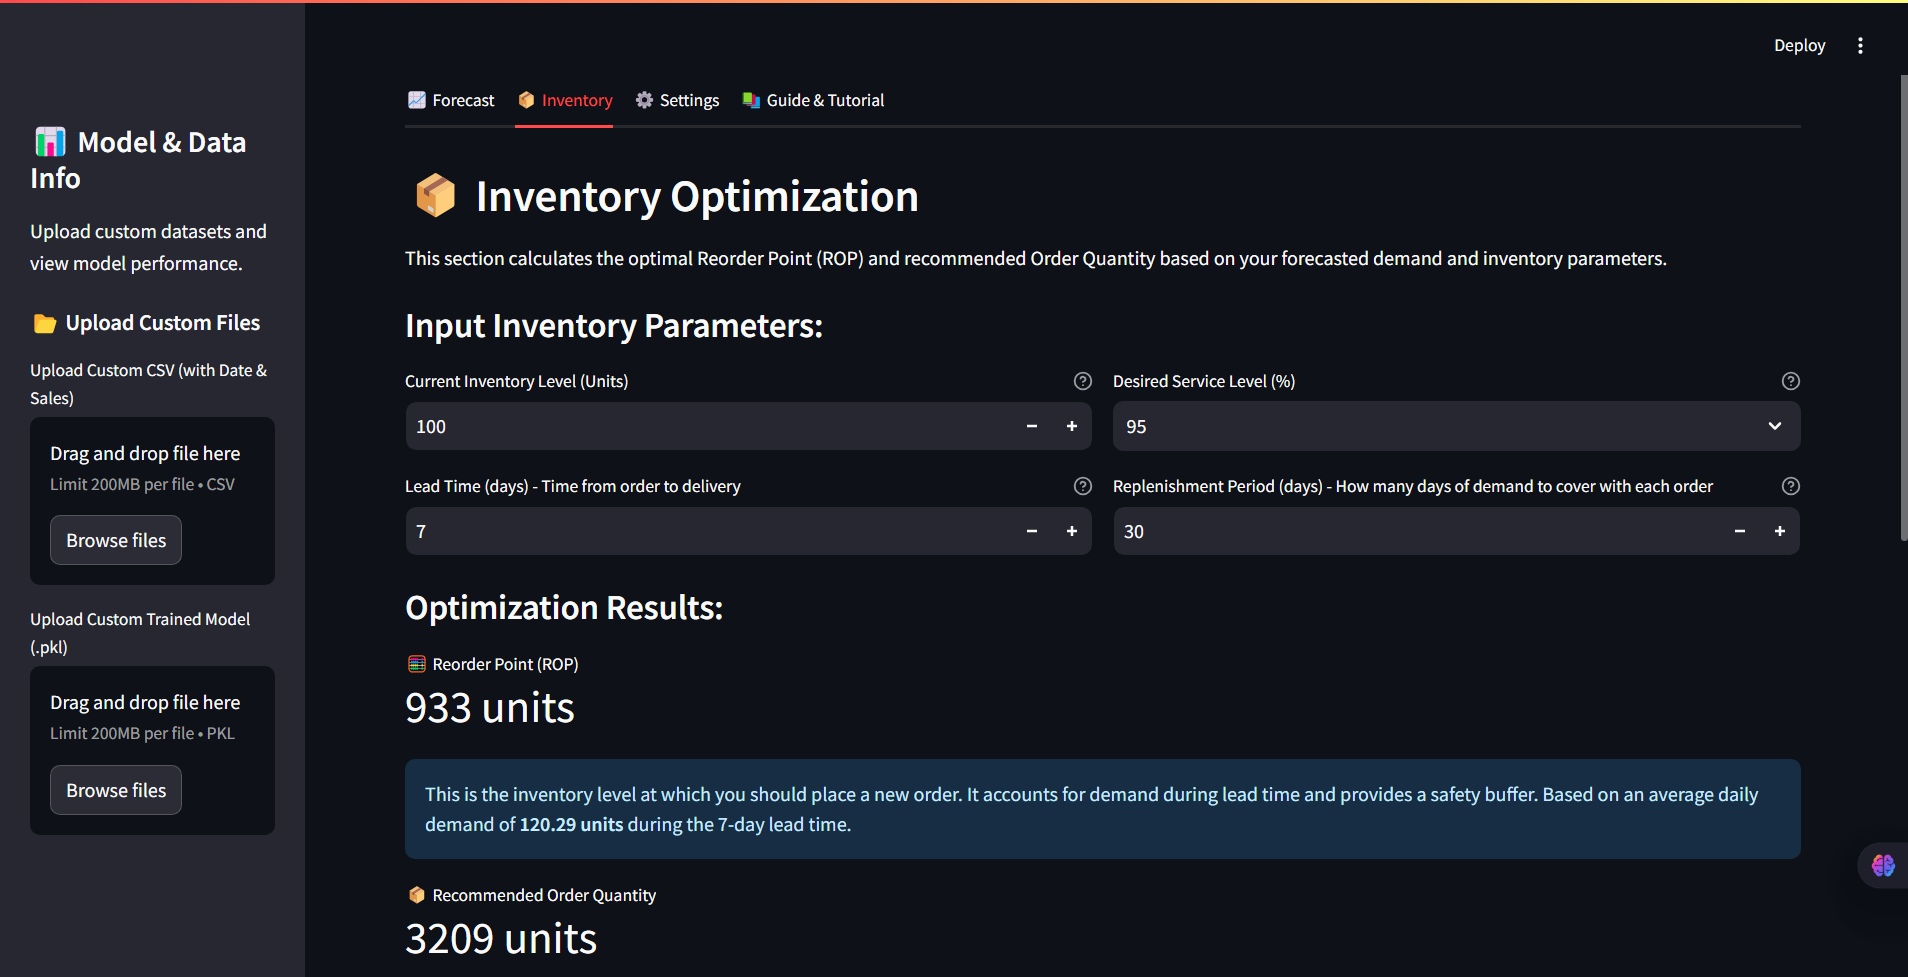 Deploy
Model & Data
Info
Upload custom datasets and
view model performance.
Upload Custom Files
Upload Custom CSV (with Date &
Sales)
Drag and drop file here
Limit 200MB per file • CSV
Browse files
Upload Custom Trained Model
(.pkl)
Drag and drop file here
Limit 200MB per file • PKL
Browse files
Forecast
Inventory
Settings
Guide & Tutorial
Inventory Optimization
This section calculates the optimal Reorder Point (ROP) and recommended Order Quantity based on your forecasted demand and inventory parameters.
Input Inventory Parameters:
Current Inventory Level (Units)
100
Desired Service Level (%)
95
Lead Time (days) - Time from order to delivery
7
Replenishment Period (days) - How many days of demand to cover with each order
30
Optimization Results:
Reorder Point (ROP)
933 units
This is the inventory level at which you should place a new order. It accounts for demand during lead time and provides a safety buffer. Based on an average daily
demand of 120.29 units during the 7-day lead time.
Recommended Order Quantity
3209 units